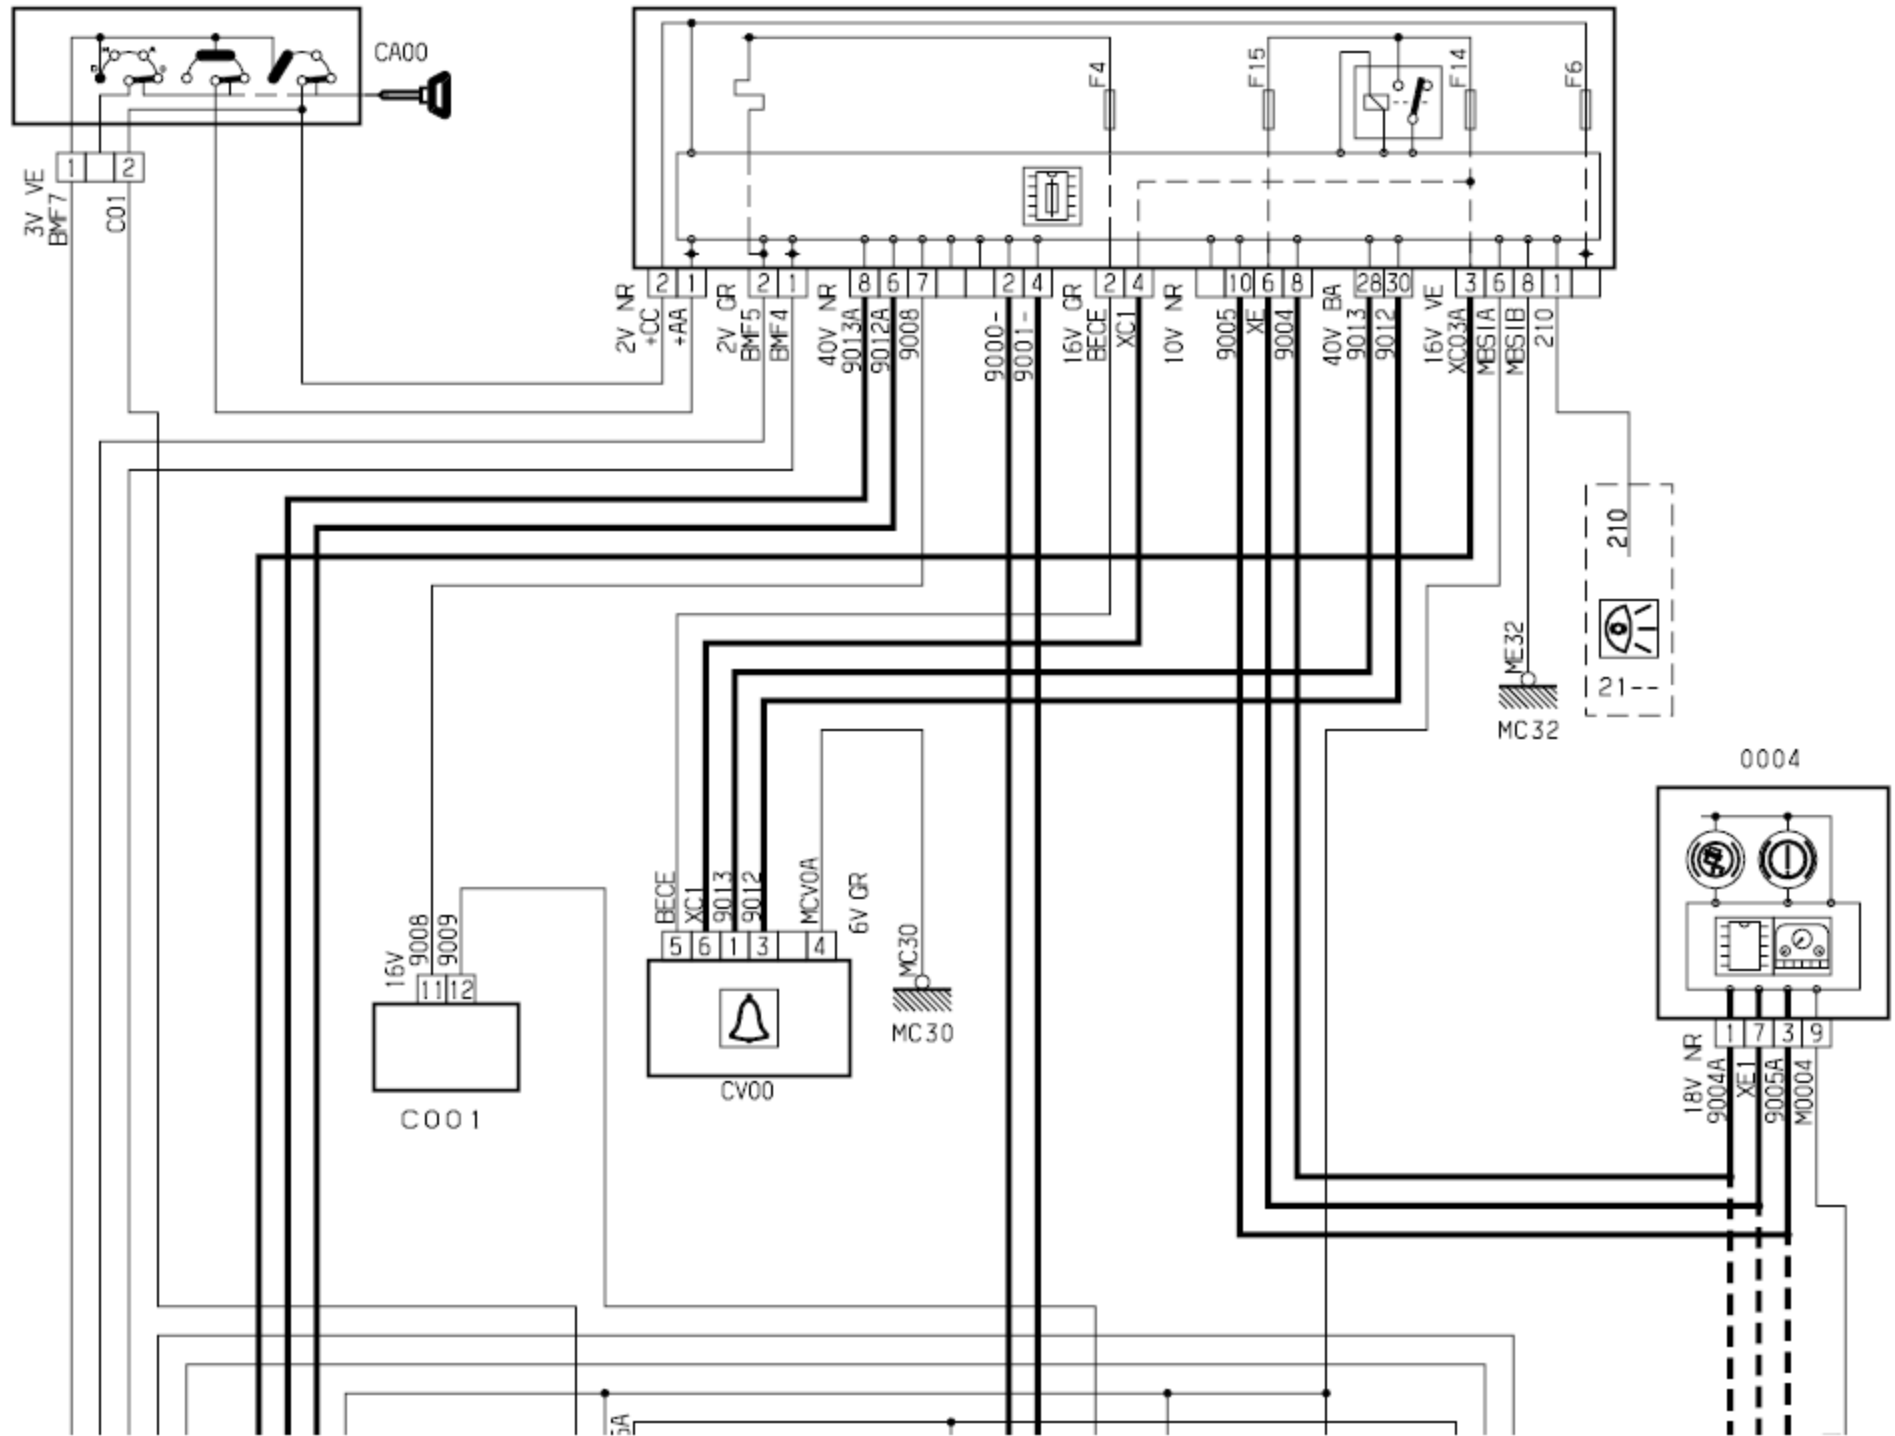 CA00
1 2
3V VE
BMF7
C01
F4
F15
F14
F6
2 1 2 1 8 6 7 2 4 2 4 10 6 8 28 30 3 6 8 1
2V NR
+CC
+AA
2V GR
BMF5
BMF4
40V NR
9013A
9012A
9008
9000-
9001-
16V GR
BECE
XC1
10V NR
9005
XE
9004
40V BA
9013
9012
16V VE
XC03A
MBS1A
MBS1B
210
210
21--
ME32
MC32
0004
1 7 3 9
18V NR
9004A
XE1
9005A
M0004
BECE
XC1
9013
9012
MCV0A
6V GR
5 6 1 3 4
CV00
MC30
MC30
16V
9008
9009
11 12
C001